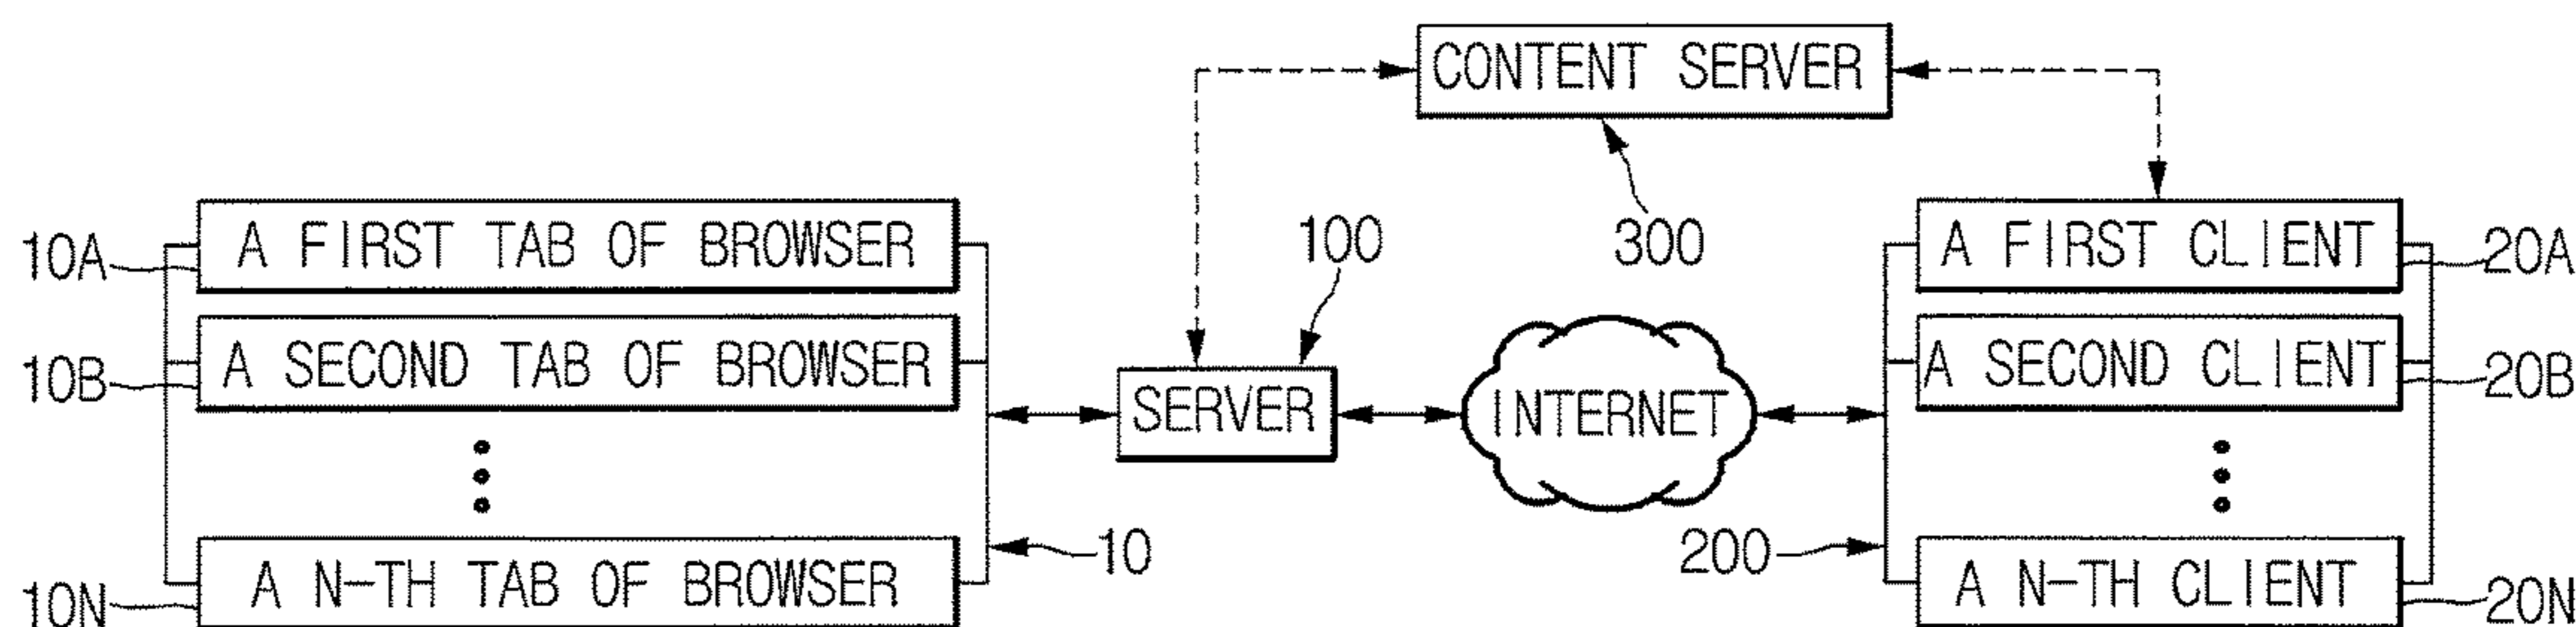 CONTENT SERVER
300
100
10A
A FIRST TAB OF BROWSER
10B
A SECOND TAB OF BROWSER
10N
A N-TH TAB OF BROWSER
10
SERVER
INTERNET
200
A FIRST CLIENT
20A
A SECOND CLIENT
20B
A N-TH CLIENT
20N